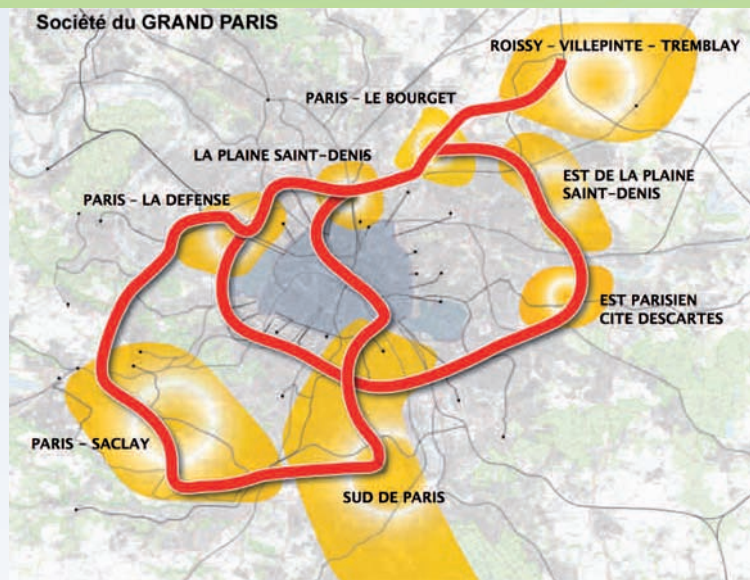 Société du GRAND PARIS
ROISSY – VILLEPINTE – TREMBLAY
PARIS – LE BOURGET
LA PLAINE SAINT-DENIS
EST DE LA PLAINE
SAINT-DENIS
PARIS – LA DEFENSE
EST PARISIEN
CITE DESCARTES
PARIS – SACLAY
SUD DE PARIS